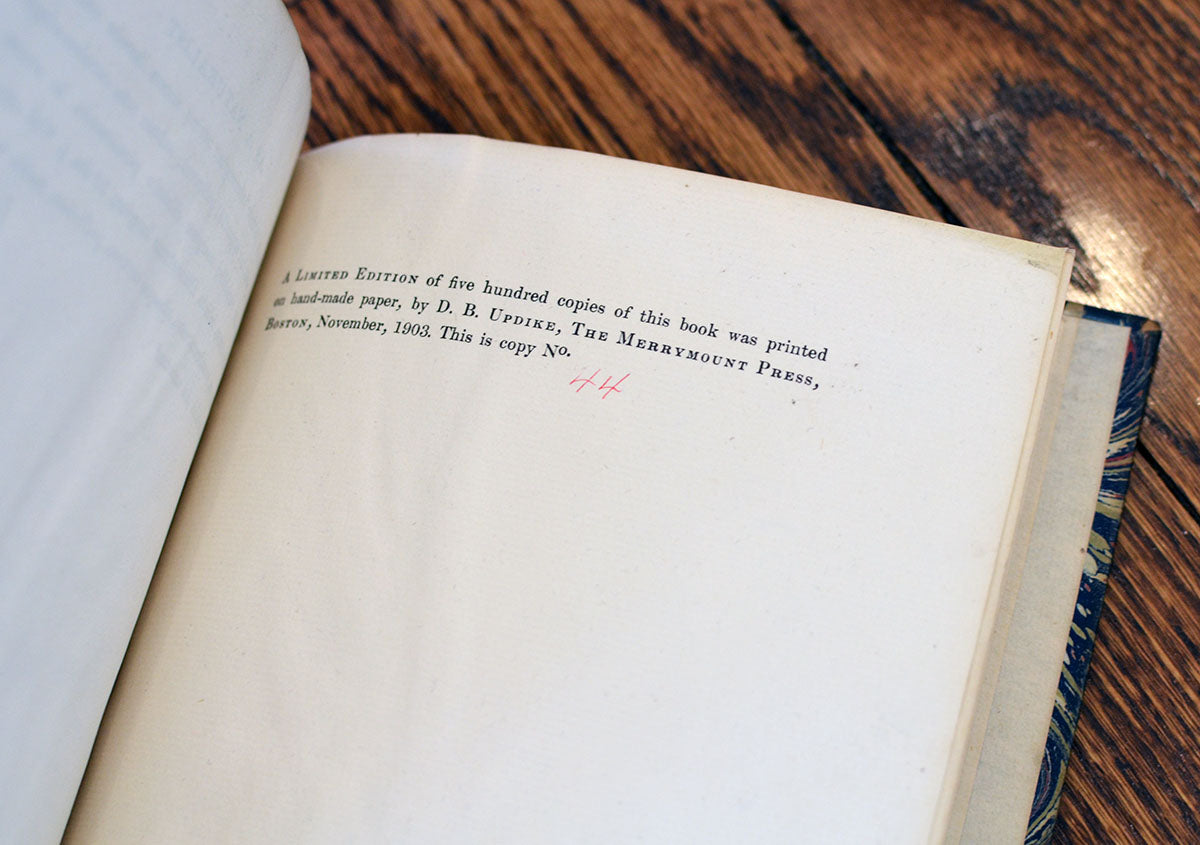 A Limited Edition of five hundred copies of this book was printed
on hand-made paper, by D. B. Updike, The Merrymount Press,
Boston, November, 1903. This is copy No.
44